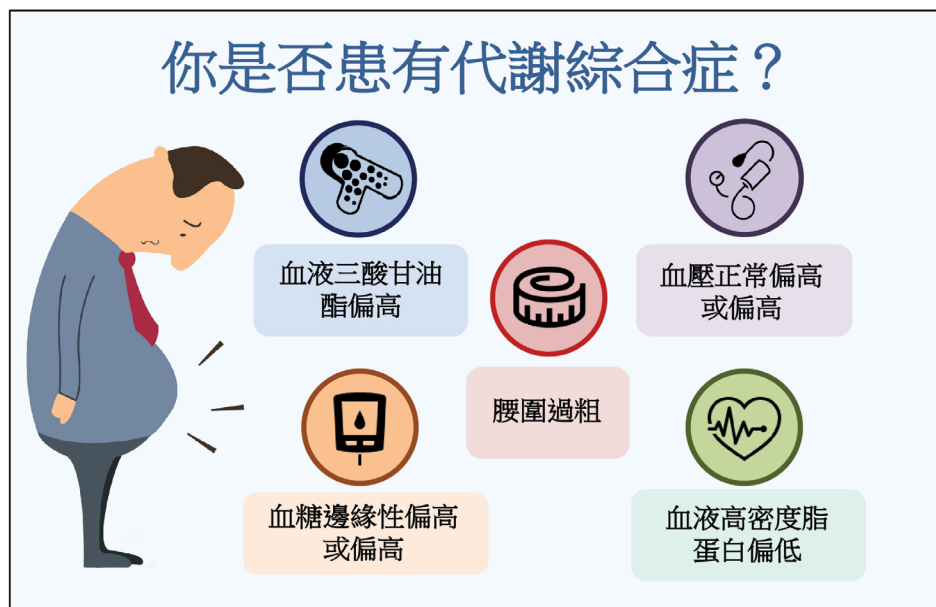 你是否患有代謝綜合症？
血液三酸甘油
酯偏高
血壓正常偏高
或偏高
腰圍過粗
血糖邊緣性偏高
或偏高
血液高密度脂
蛋白偏低